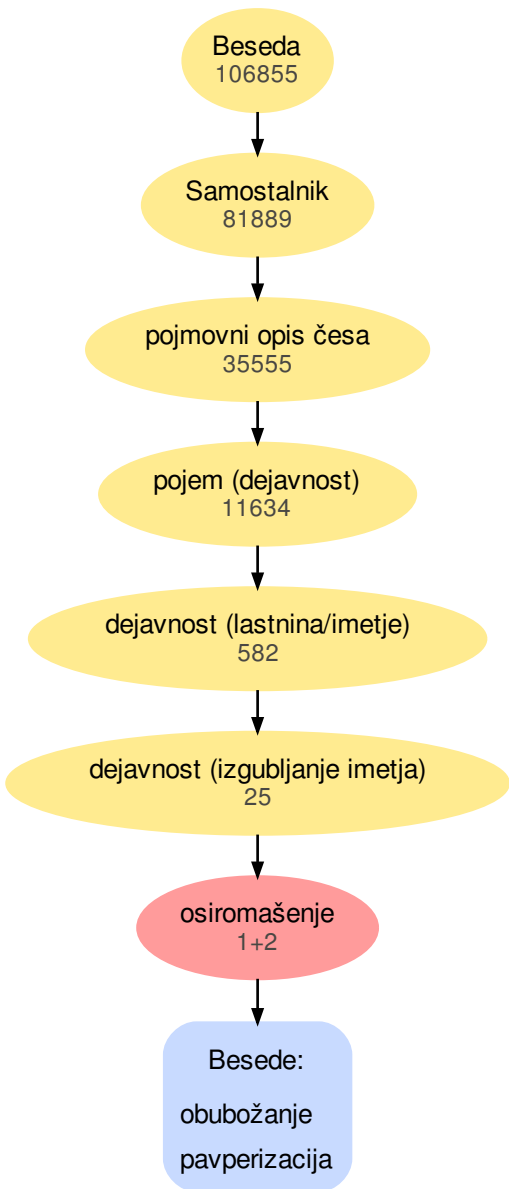 Beseda
106855
Samostalnik
81889
pojmovni opis česa
35555
pojem (dejavnost)
11634
dejavnost (lastnina/imetje)
582
dejavnost (izgubljanje imetja)
25
osiromašenje
1+2
Besede:
obubožanje
pavperizacija